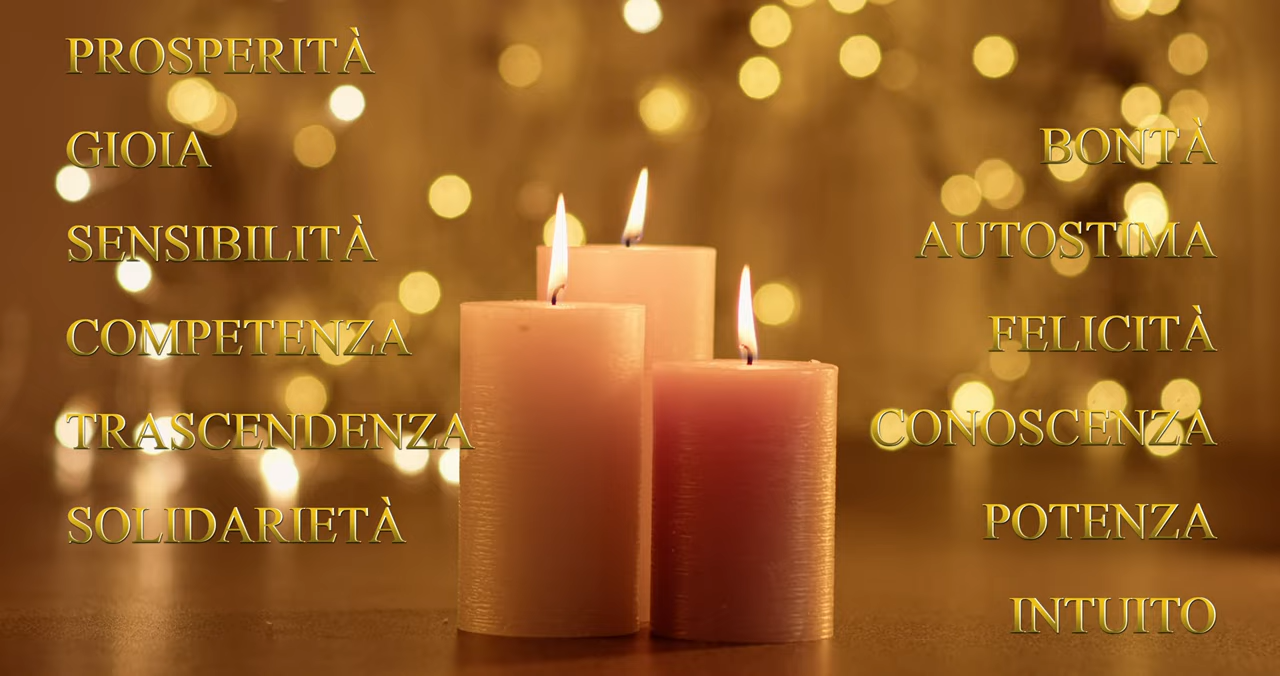 PROSPERITÀ
GIOIA
SENSIBILITÀ
COMPETENZA
TRASCENDENZA
SOLIDARIETÀ
BONTÀ
AUTOSTIMA
FELICITÀ
CONOSCENZA
POTENZA
INTUITO